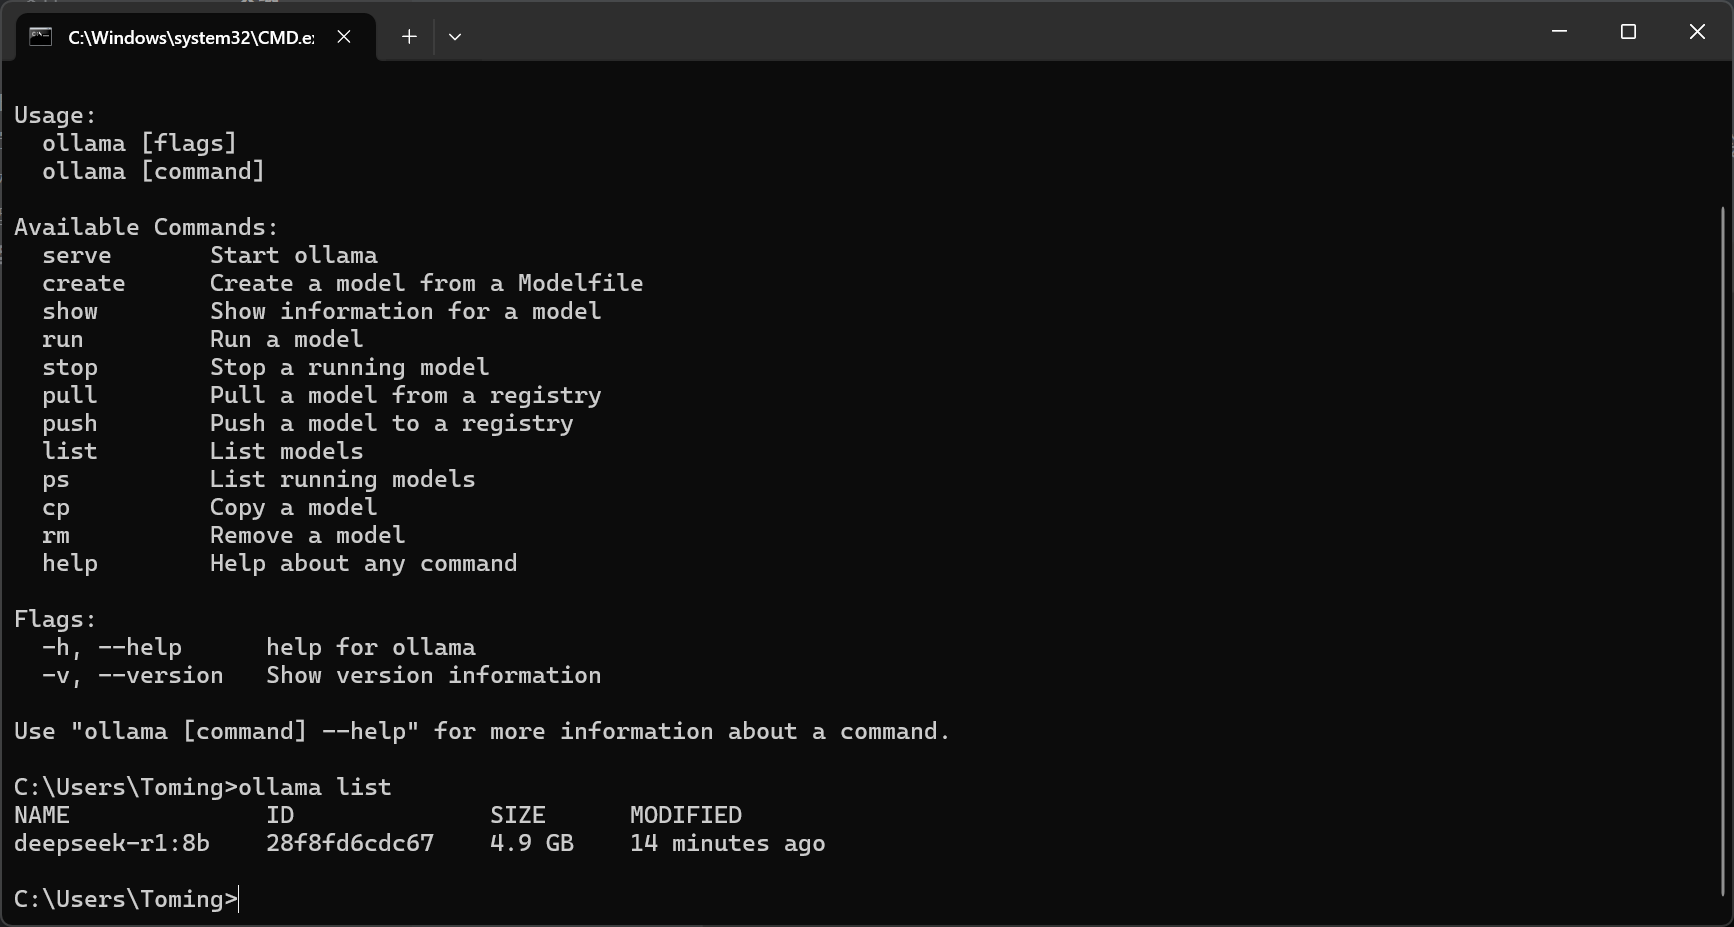 C:\Windows\system32\CMD.e
Usage:
  ollama [flags]
  ollama [command]
Available Commands:
  serve       Start ollama
  create      Create a model from a Modelfile
  show        Show information for a model
  run         Run a model
  stop        Stop a running model
  pull        Pull a model from a registry
  push        Push a model to a registry
  list        List models
  ps          List running models
  cp          Copy a model
  rm          Remove a model
  help        Help about any command
Flags:
  -h, --help      help for ollama
  -v, --version   Show version information
Use "ollama [command] --help" for more information about a command.
C:\Users\Toming>ollama list
NAME              ID              SIZE      MODIFIED
deepseek-r1:8b    28f8fd6cdc67    4.9 GB    14 minutes ago
C:\Users\Toming>